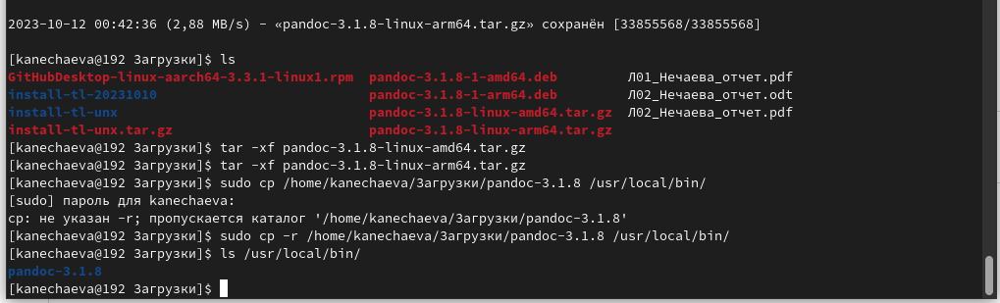 2023-10-12 00:42:36 (2,88 MB/s) - «pandoc-3.1.8-linux-arm64.tar.gz» сохранён [33855568/33855568]
[kanechaeva@192 Загрузки]$ ls
GitHubDesktop-linux-aarch64-3.3.1-linux1.rpm pandoc-3.1.8-1-amd64.deb Л01_Нечаева_отчет.pdf
install-tl-20231010 pandoc-3.1.8-1-arm64.deb Л02_Нечаева_отчет.odt
install-tl-unx pandoc-3.1.8-linux-amd64.tar.gz Л02_Нечаева_отчет.pdf
install-tl-unx.tar.gz pandoc-3.1.8-linux-arm64.tar.gz
[kanechaeva@192 Загрузки]$ tar -xf pandoc-3.1.8-linux-amd64.tar.gz
[kanechaeva@192 Загрузки]$ tar -xf pandoc-3.1.8-linux-arm64.tar.gz
[kanechaeva@192 Загрузки]$ sudo cp /home/kanechaeva/Загрузки/pandoc-3.1.8 /usr/local/bin/
[sudo] пароль для kanechaeva:
cp: не указан -r; пропускается каталог '/home/kanechaeva/Загрузки/pandoc-3.1.8'
[kanechaeva@192 Загрузки]$ sudo cp -r /home/kanechaeva/Загрузки/pandoc-3.1.8 /usr/local/bin/
[kanechaeva@192 Загрузки]$ ls /usr/local/bin/
pandoc-3.1.8
[kanechaeva@192 Загрузки]$